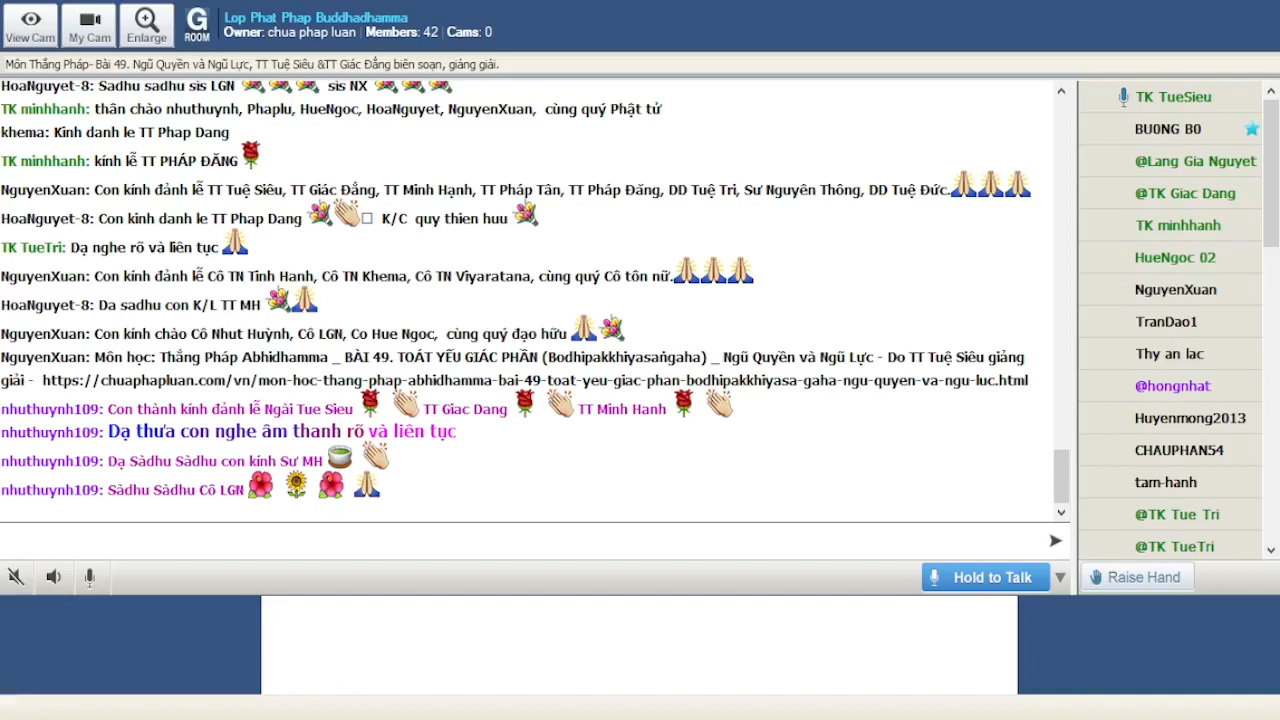 View Cam
My Cam
Enlarge
G
ROOM
Lop Phat Phap Buddhadhamma
Owner: chua phap luan | Members: 42 | Cams: 0
Môn Thắng Pháp- Bài 49. Ngũ Quyền và Ngũ Lực, TT Tuệ Siêu &TT Giác Đẳng biên soạn, giảng giải.
HoaNguyet-8: Sadhu sadhu sis LGN sis NX
TK minhhanh: thân chào nhuthuynh, Phaplu, HueNgoc, HoaNguyet, NguyenXuan, cùng quý Phật tử
khema: Kinh danh le TT Phap Dang
TK minhhanh: kính lễ TT PHÁP ĐĂNG
NguyenXuan: Con kính đảnh lễ TT Tuệ Siêu, TT Giác Đẳng, TT Minh Hạnh, TT Pháp Tân, TT Pháp Đăng, DD Tuệ Tri, Sư Nguyên Thông, DD Tuệ Đức.
HoaNguyet-8: Con kinh danh le TT Phap Dang K/C quy thien huu
TK TueTri: Dạ nghe rõ và liên tục
NguyenXuan: Con kính đảnh lễ Cô TN Tinh Hanh, Cô TN Khema, Cô TN Viyaratana, cùng quý Cô tôn nữ.
HoaNguyet-8: Da sadhu con K/L TT MH
NguyenXuan: Con kính chào Cô Nhut Huỳnh, Cô LGN, Co Hue Ngoc, cùng quý đạo hữu
NguyenXuan: Môn học: Thắng Pháp Abhidhamma _ BÀI 49. TOÁT YẾU GIÁC PHẦN (Bodhipakkhiyasaṅgaha) _ Ngũ Quyền và Ngũ Lực - Do TT Tuệ Siêu giảng
giải - https://chuaphapluan.com/vn/mon-hoc-thang-phap-abhidhamma-bai-49-toat-yeu-giac-phan-bodhipakkhiyasa-gaha-ngu-quyen-va-ngu-luc.html
nhuthuynh109: Con thành kính đảnh lễ Ngài Tue Sieu TT Giac Dang TT Minh Hanh
nhuthuynh109: Dạ thưa con nghe âm thanh rõ và liên tục
nhuthuynh109: Dạ Sàdhu Sàdhu con kính Sư MH
nhuthuynh109: Sàdhu Sàdhu Cô LGN
Hold to Talk
TK TueSieu
BU0NG B0
@Lang Gia Nguyet
@TK Giac Dang
TK minhhanh
HueNgoc 02
NguyenXuan
TranDao1
Thy an lac
@hongnhat
Huyenmong2013
CHAUPHAN54
tam-hanh
@TK Tue Tri
@TK TueTri
Raise Hand